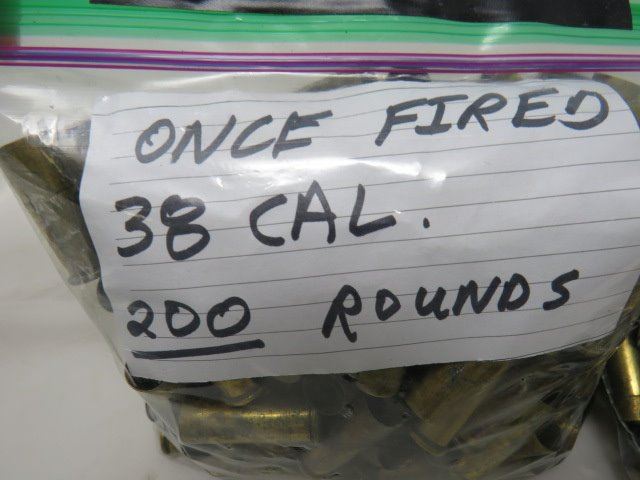 ONCE FIRED
38 CAL.
200 ROUNDS